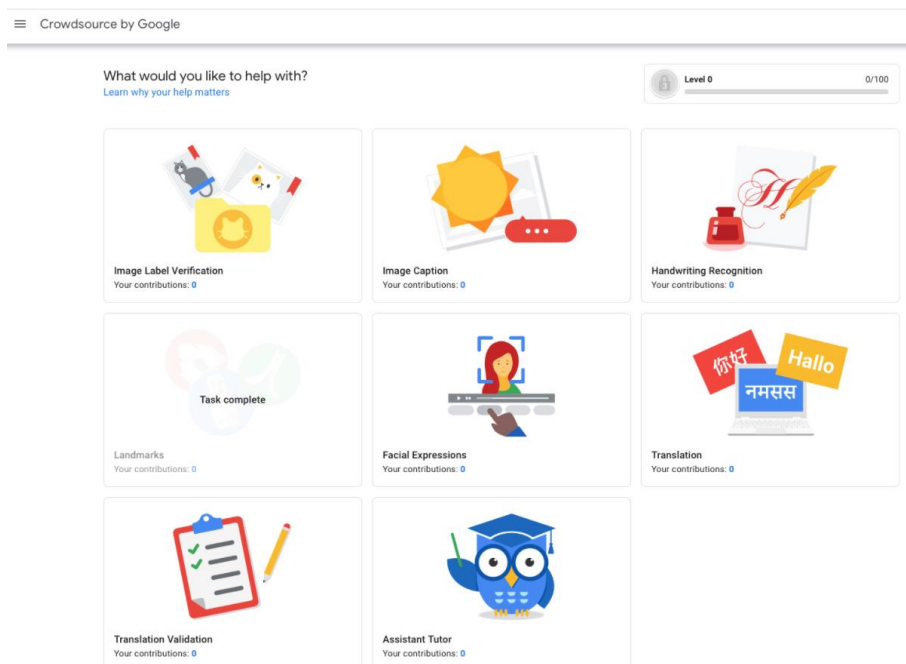 Crowdsource by Google
What would you like to help with?
Learn why your help matters
Level 0 0/100
Image Label Verification
Your contributions: 0
Image Caption
Your contributions: 0
Handwriting Recognition
Your contributions: 0
Task complete
Landmarks
Your contributions: 0
Facial Expressions
Your contributions: 0
你好
Hallo
नमसस
Translation
Your contributions: 0
Translation Validation
Your contributions: 0
Assistant Tutor
Your contributions: 0